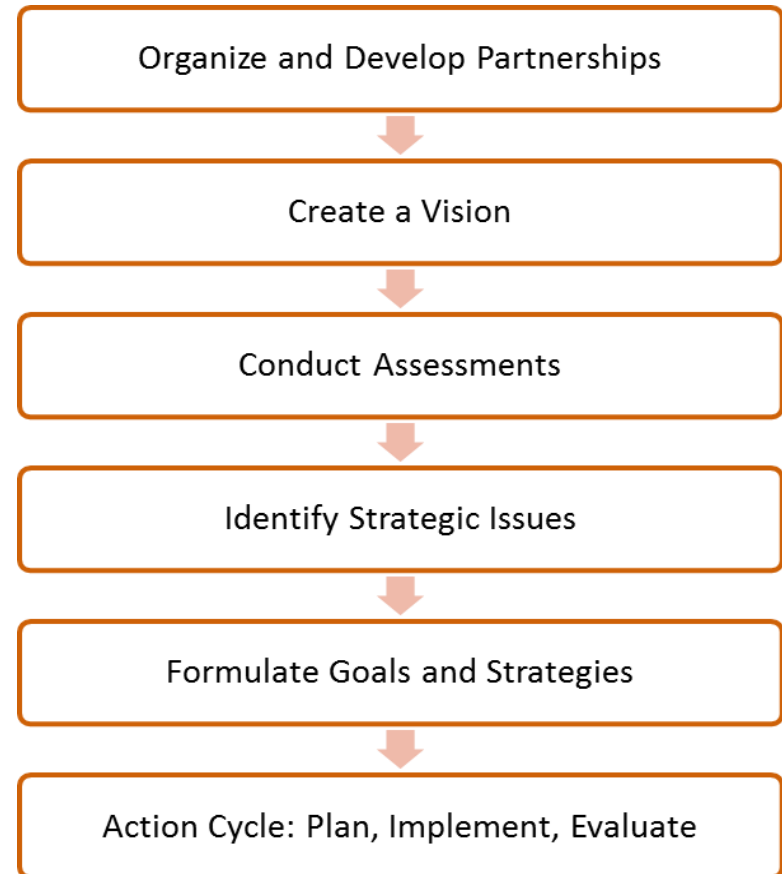 Organize and Develop Partnerships
Create a Vision
Conduct Assessments
Identify Strategic Issues
Formulate Goals and Strategies
Action Cycle: Plan, Implement, Evaluate